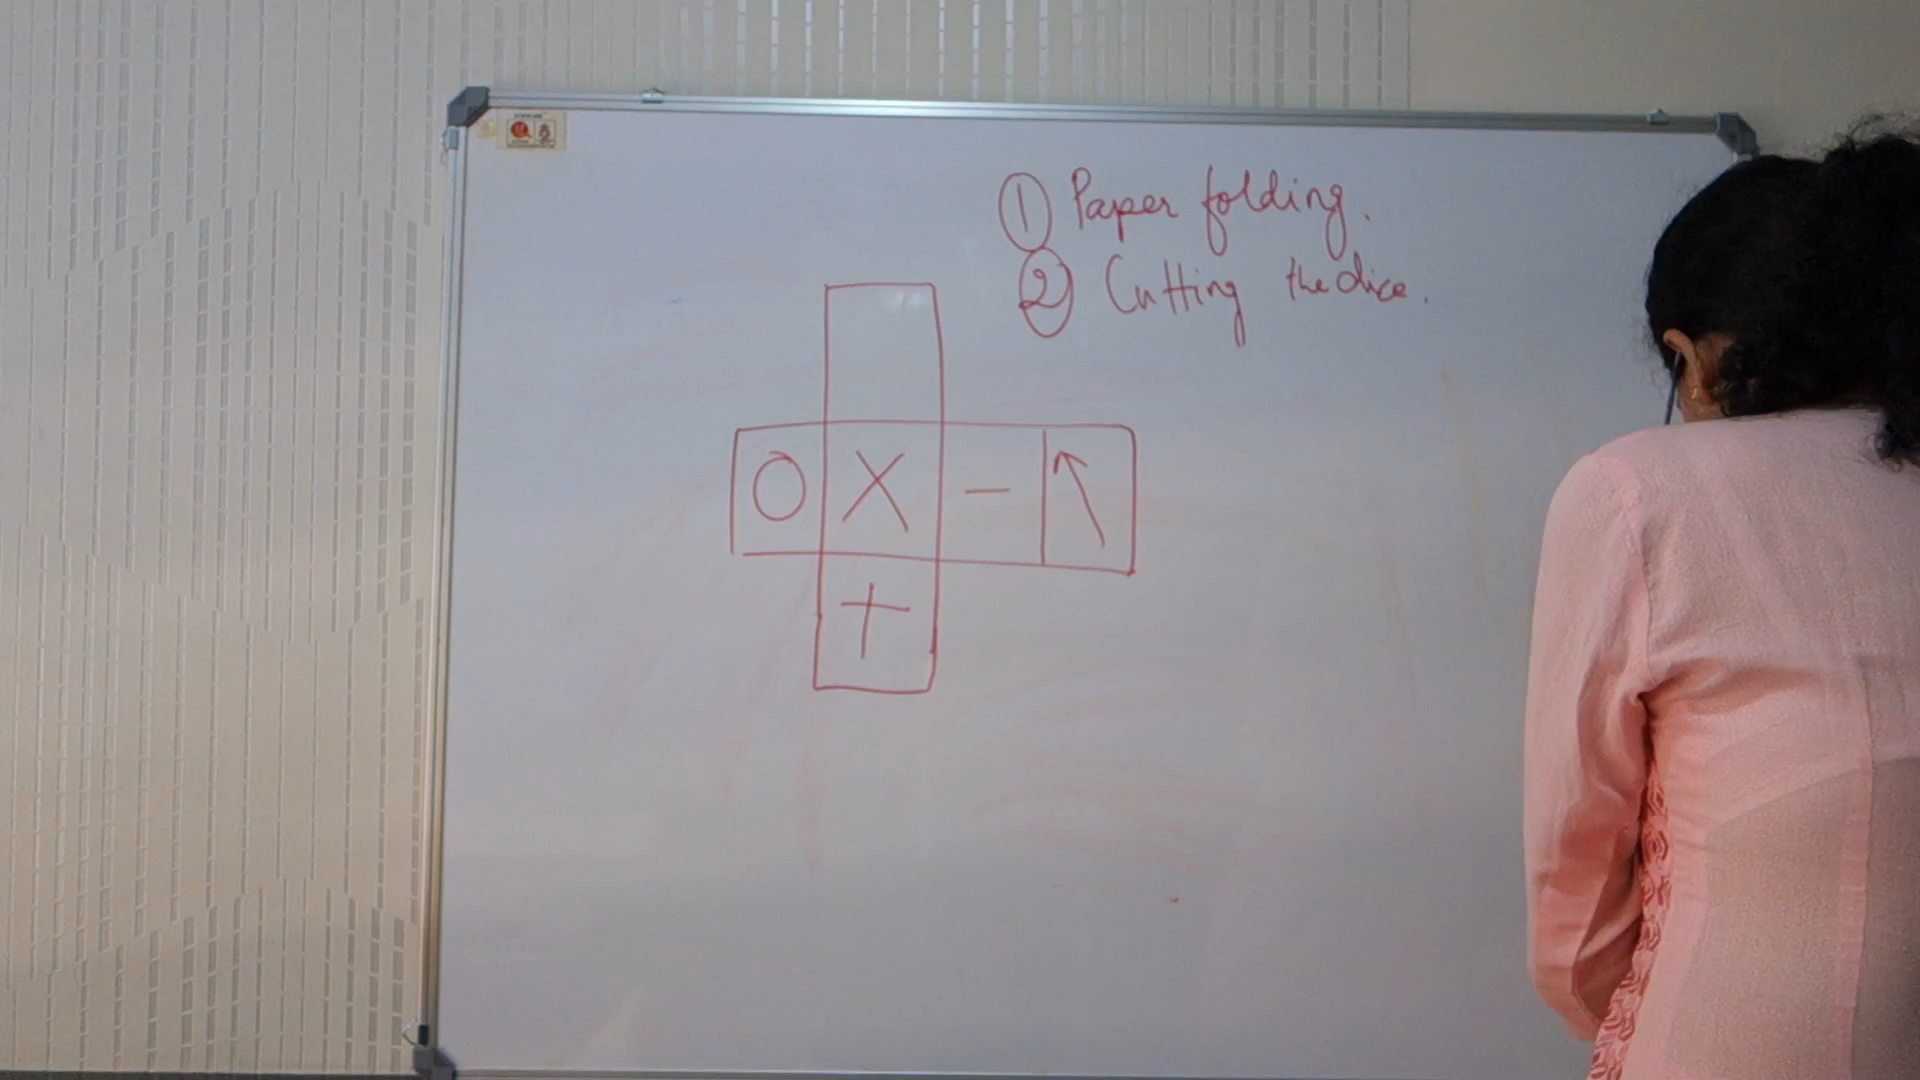 ① Paper folding.
② Cutting the dice.
O X - ↖
+